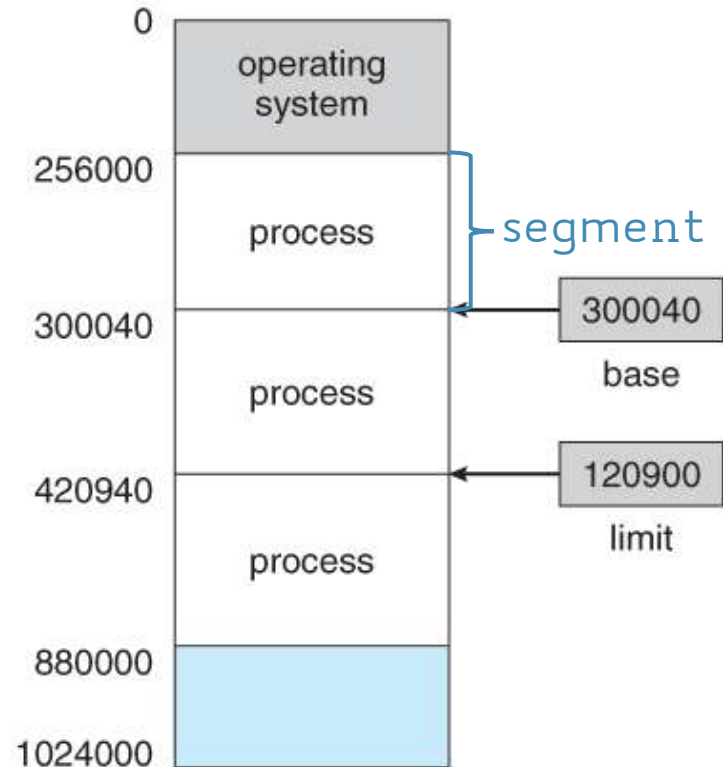 0
operating
system
256000
process
segment
300040
300040
base
process
420940
120900
limit
process
880000
1024000